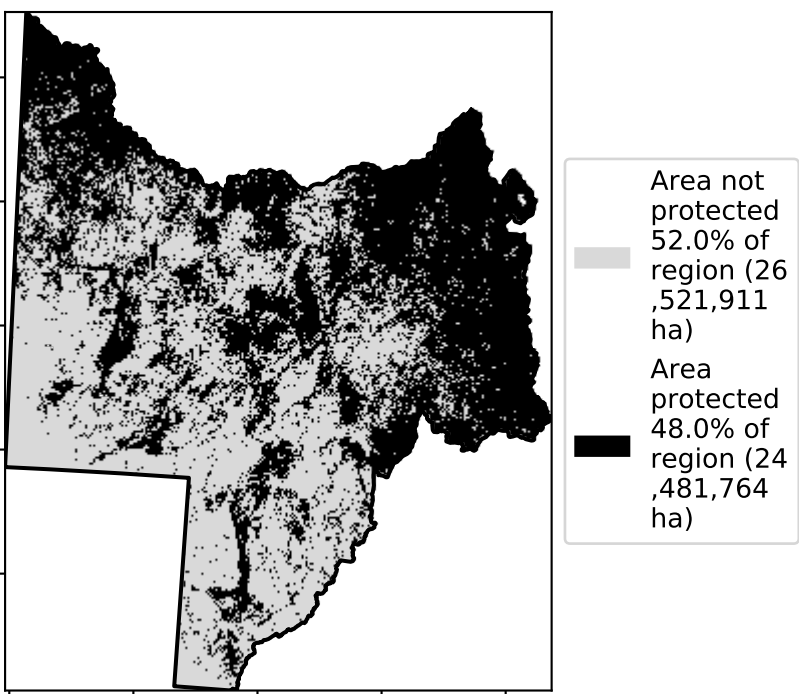 Area not
protected
52.0% of
region (26
,521,911
ha)
Area
protected
48.0% of
region (24
,481,764
ha)